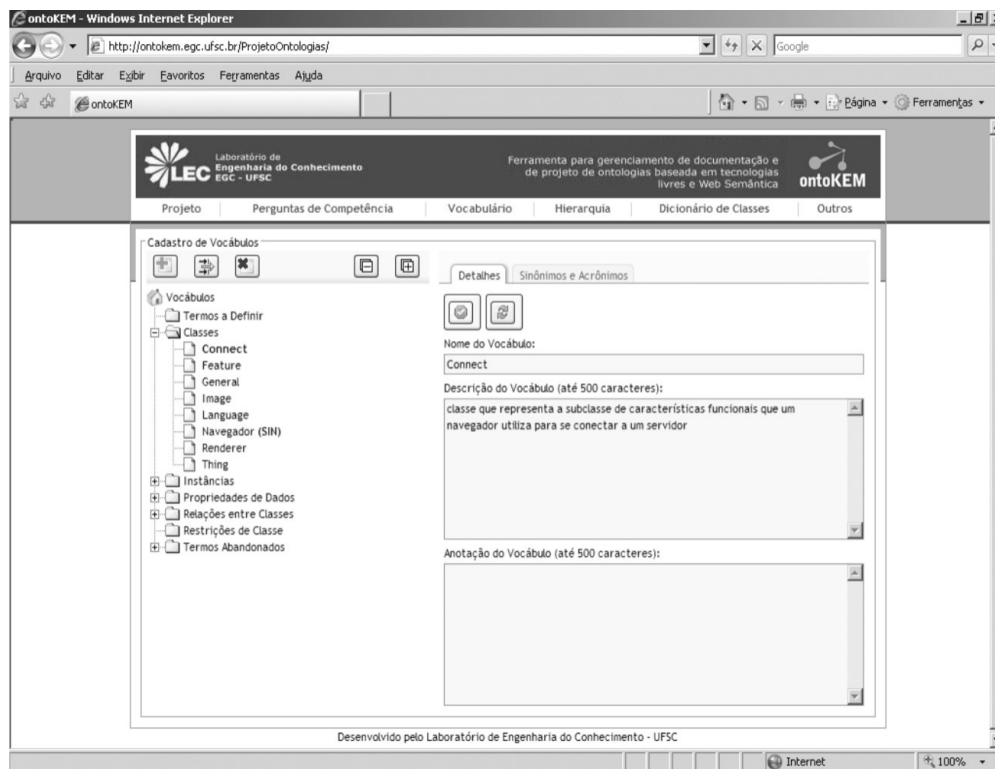 ontoKEM - Windows Internet Explorer
http://ontokem.egc.ufsc.br/ProjetoOntologias/
Google
Arquivo Editar Exibir Favoritos Ferramentas Ajuda
ontoKEM
Página Ferramentas
LEC
Laboratório de
Engenharia do Conhecimento
EGC - UFSC
Ferramenta para gerenciamento de documentação e
de projeto de ontologias baseada em tecnologias
livres e Web Semântica
ontoKEM
Projeto Perguntas de Competência Vocabulário Hierarquia Dicionário de Classes Outros
Cadastro de Vocábulos
Vocábulos
Termos a Definir
Classes
Connect
Feature
General
Image
Language
Navegador (SIN)
Renderer
Thing
Instâncias
Propriedades de Dados
Relações entre Classes
Restrições de Classe
Termos Abandonados
Detalhes Sinônimos e Acrônimos
Nome do Vocábulo:
Connect
Descrição do Vocábulo (até 500 caracteres):
classe que representa a subclasse de características funcionais que um
navegador utiliza para se conectar a um servidor
Anotação do Vocábulo (até 500 caracteres):
Desenvolvido pelo Laboratório de Engenharia do Conhecimento - UFSC
Internet
100%